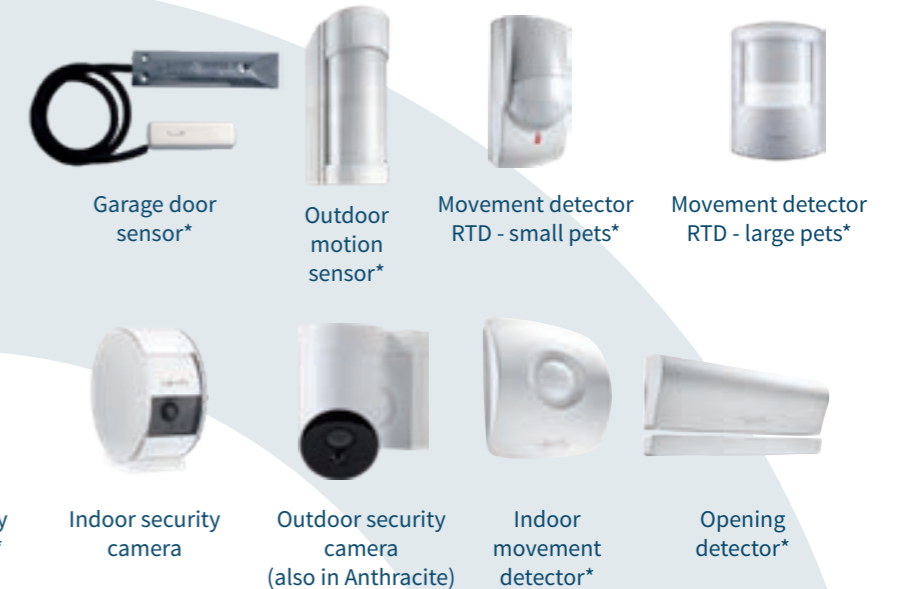 Garage door
sensor*
Outdoor
motion
sensor*
Movement detector
RTD - small pets*
Movement detector
RTD - large pets*
Indoor security
camera
Outdoor security
camera
(also in Anthracite)
Indoor
movement
detector*
Opening
detector*